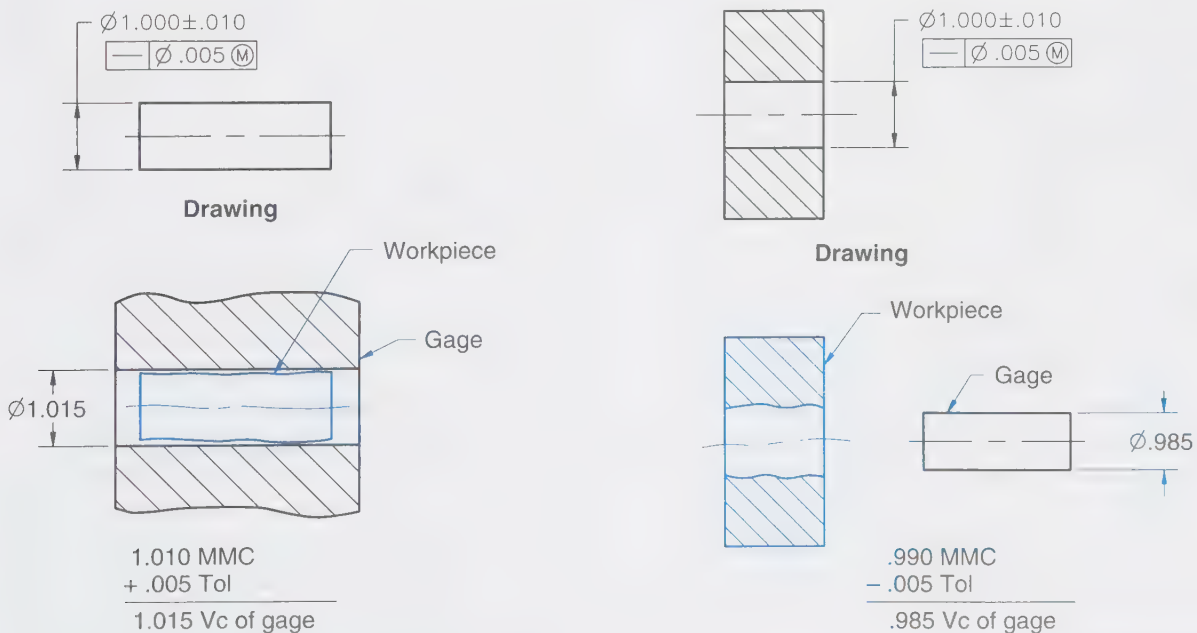 Ø1.000±.010
— Ø.005 Ⓜ
Drawing
Workpiece
Gage
Ø1.015
1.010 MMC
+ .005 Tol
1.015 Vc of gage
Ø1.000±.010
— Ø.005 Ⓜ
Drawing
Workpiece
Gage
Ø.985
.990 MMC
– .005 Tol
.985 Vc of gage